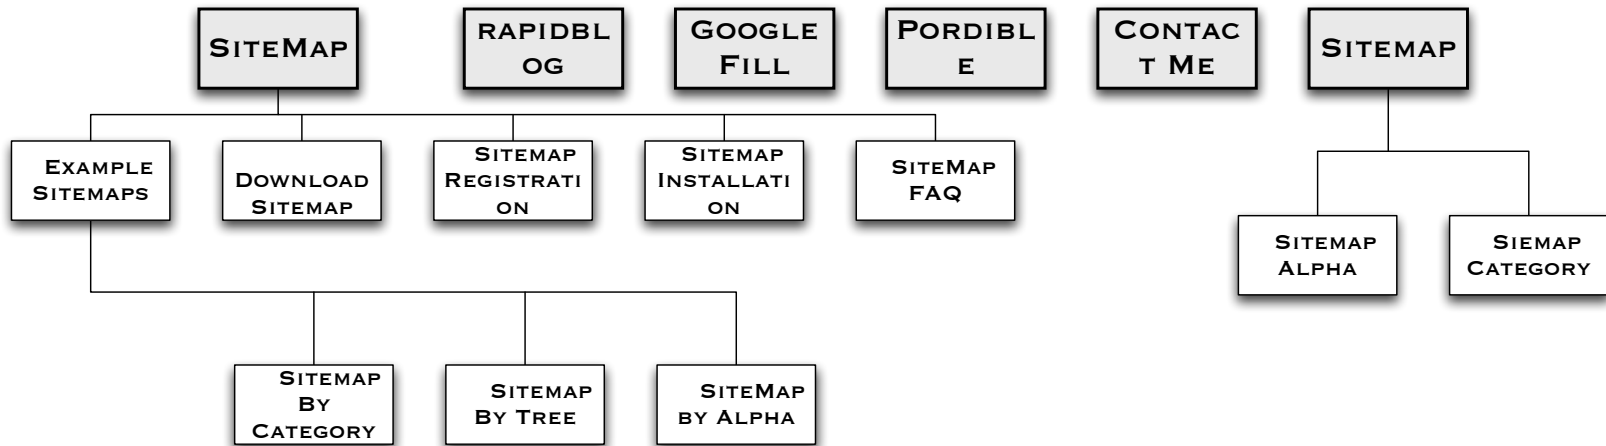 SiteMap
rapidbl
og
Google
Fill
Pordibl
e
Contac
t Me
Sitemap
Example
Sitemaps
Download
Sitemap
Sitemap
Registrati
on
Sitemap
Installati
on
SiteMap
FAQ
Sitemap
Alpha
Siemap
Category
Sitemap
By
Category
Sitemap
By Tree
SiteMap
by Alpha